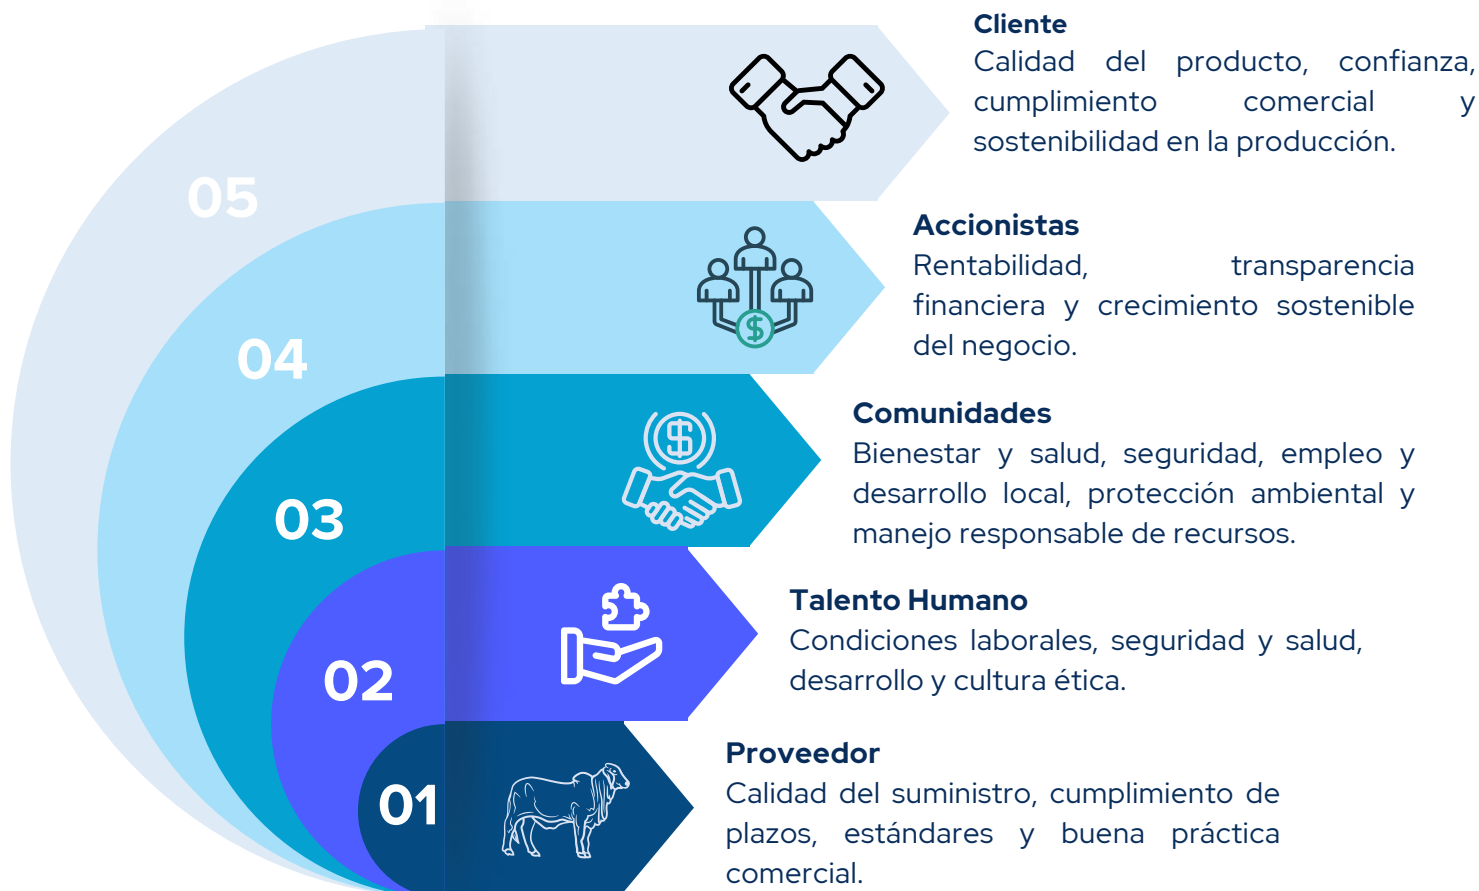 Cliente
Calidad del producto, confianza,
cumplimiento comercial y
sostenibilidad en la producción.
05
Accionistas
Rentabilidad, transparencia
financiera y crecimiento sostenible
del negocio.
04
Comunidades
Bienestar y salud, seguridad, empleo y
desarrollo local, protección ambiental y
manejo responsable de recursos.
03
Talento Humano
Condiciones laborales, seguridad y salud,
desarrollo y cultura ética.
02
Proveedor
Calidad del suministro, cumplimiento de
plazos, estándares y buena práctica
comercial.
01